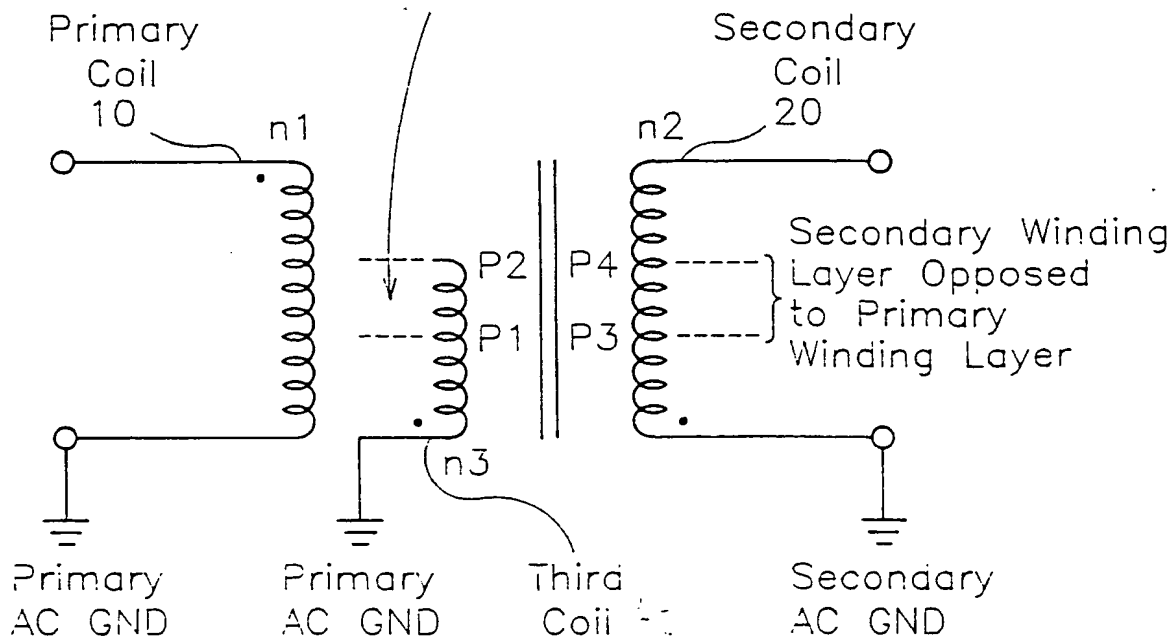 Primary
Coil
10
n1
Secondary
Coil
20
n2
P2
P4
P1
P3
Secondary Winding
Layer Opposed
to Primary
Winding Layer
n3
Primary
AC GND
Primary
AC GND
Third
Coil
Secondary
AC GND